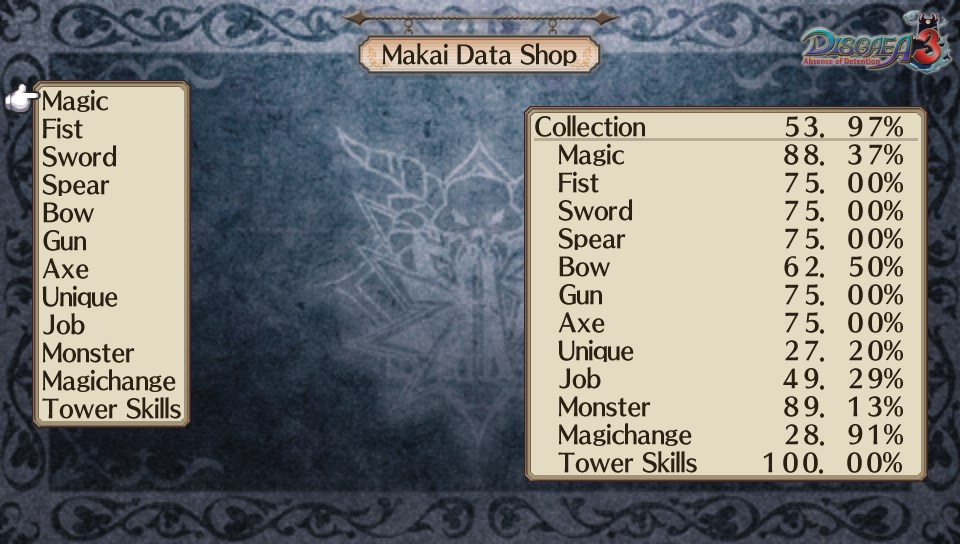 Makai Data Shop
DISGAEA 3
Absence of Detention
Magic
Fist
Sword
Spear
Bow
Gun
Axe
Unique
Job
Monster
Magichange
Tower Skills
Collection 53. 97%
Magic 88. 37%
Fist 75. 00%
Sword 75. 00%
Spear 75. 00%
Bow 62. 50%
Gun 75. 00%
Axe 75. 00%
Unique 27. 20%
Job 49. 29%
Monster 89. 13%
Magichange 28. 91%
Tower Skills 100. 00%